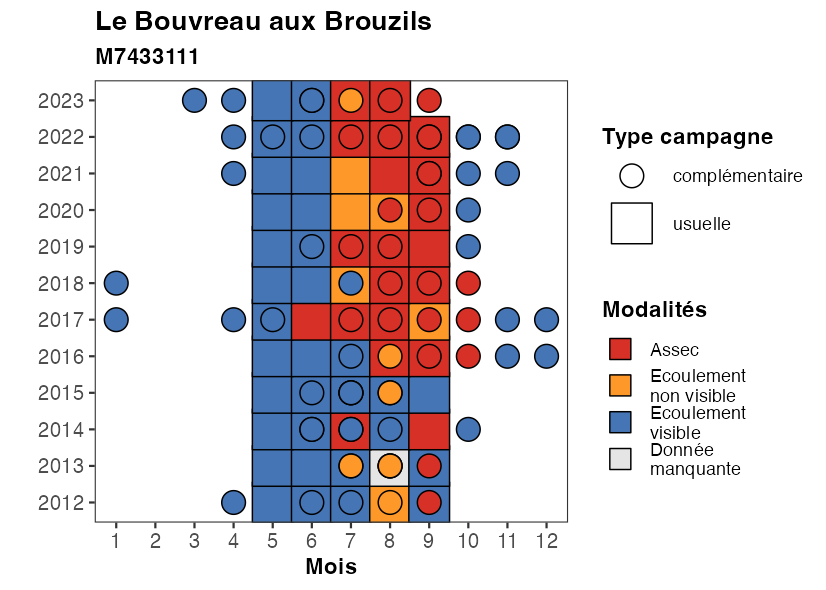 Le Bouvreau aux Brouzils
M7433111
2023
2022
2021
2020
2019
2018
2017
2016
2015
2014
2013
2012
1 2 3 4 5 6 7 8 9 10 11 12
Mois
Type campagne
complémentaire
usuelle
Modalités
Assec
Ecoulement
non visible
Ecoulement
visible
Donnée
manquante